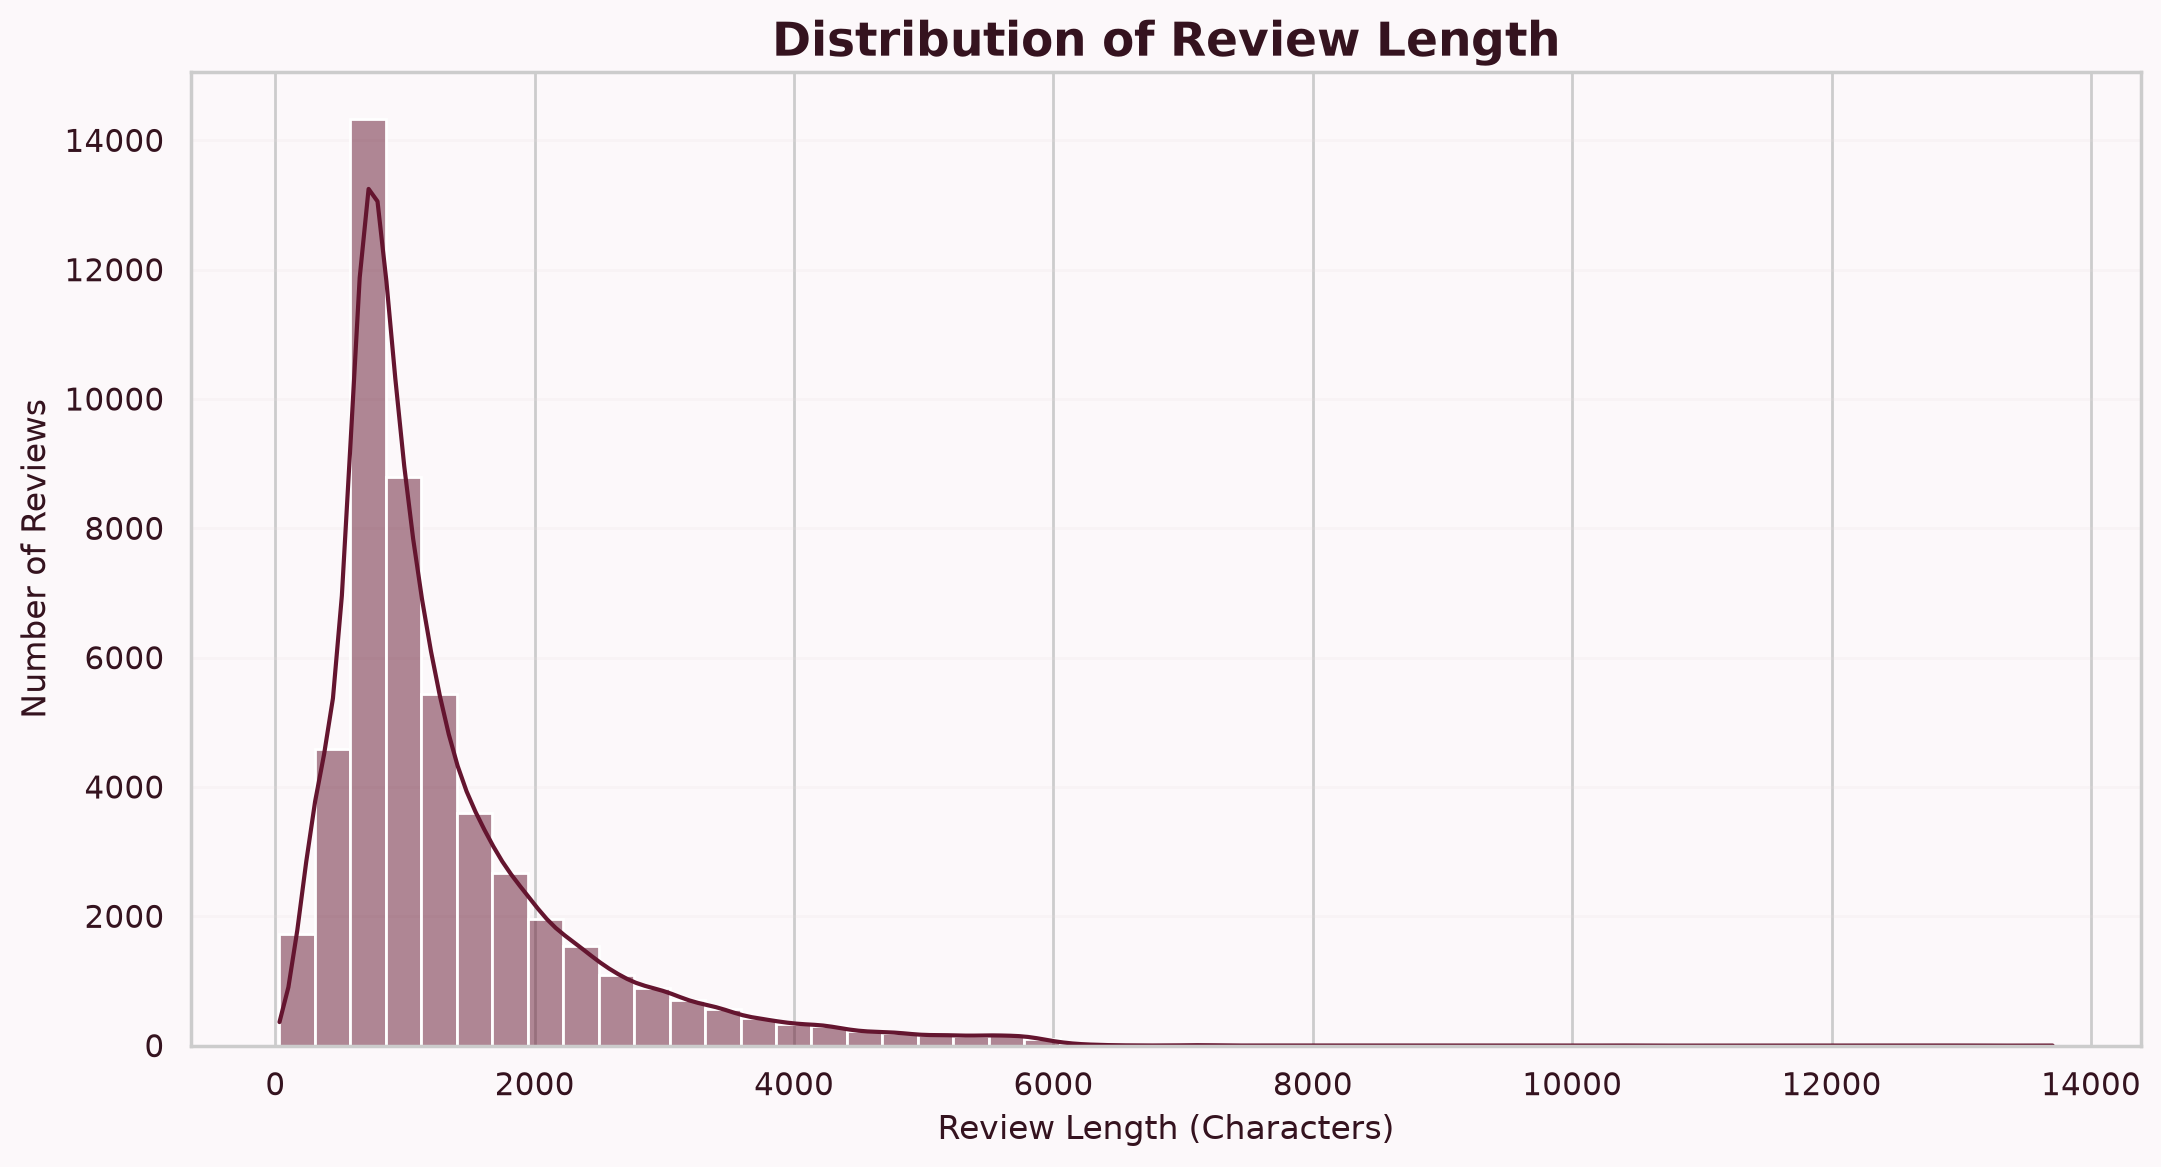 Distribution of Review Length
14000
12000
10000
8000
6000
4000
2000
0
Number of Reviews
0 2000 4000 6000 8000 10000 12000 14000
Review Length (Characters)